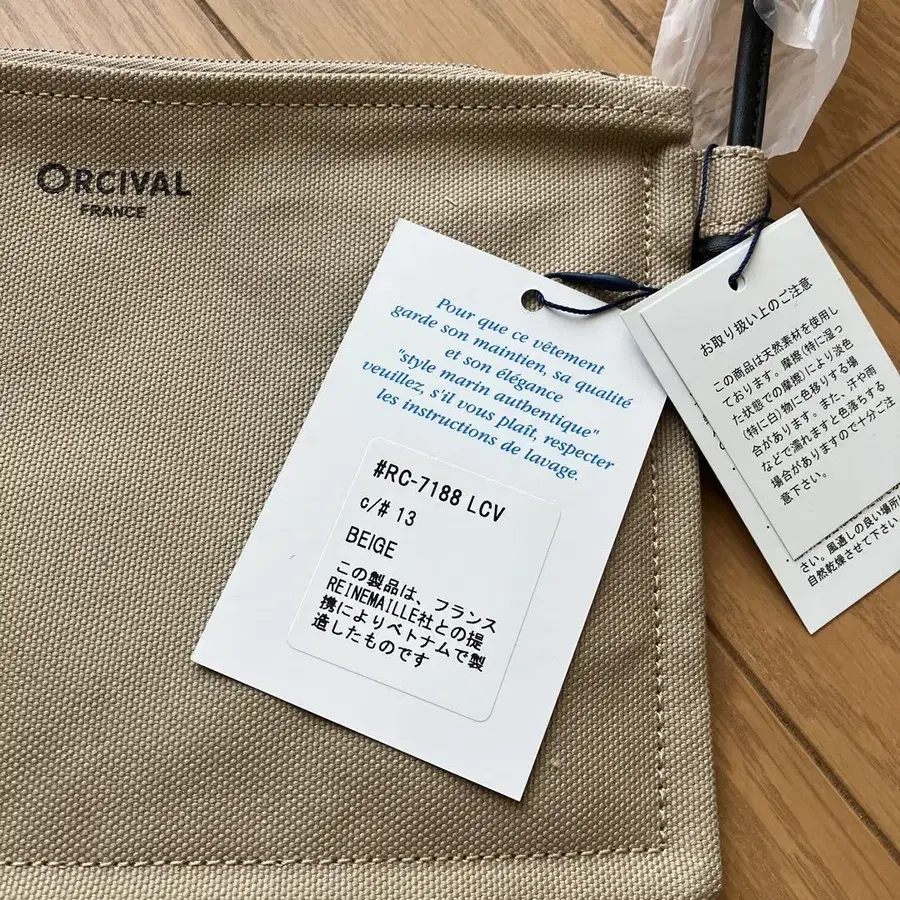 ORCIVAL
FRANCE
Pour que ce vêtement
garde son maintien, sa qualité
et son élégance
"style marin authentique"
veuillez, s'il vous plaît, respecter
les instructions de lavage.
#RC-7188 LCV
c/# 13
BEIGE
この製品は、フランス
REINEMAILLE社との提
携によりベトナムで製
造したものです
お取り扱い上のご注意
この商品は天然素材を使用し
ております。摩擦(特に湿っ
た状態での摩擦)により淡色
(特に白)物に色移りする場
合があります。また、汗や雨
などで濡れますと色落ちする
場合がありますので十分ご注
意下さい。
さい。風通しの良い場所
自然乾燥させて下さい